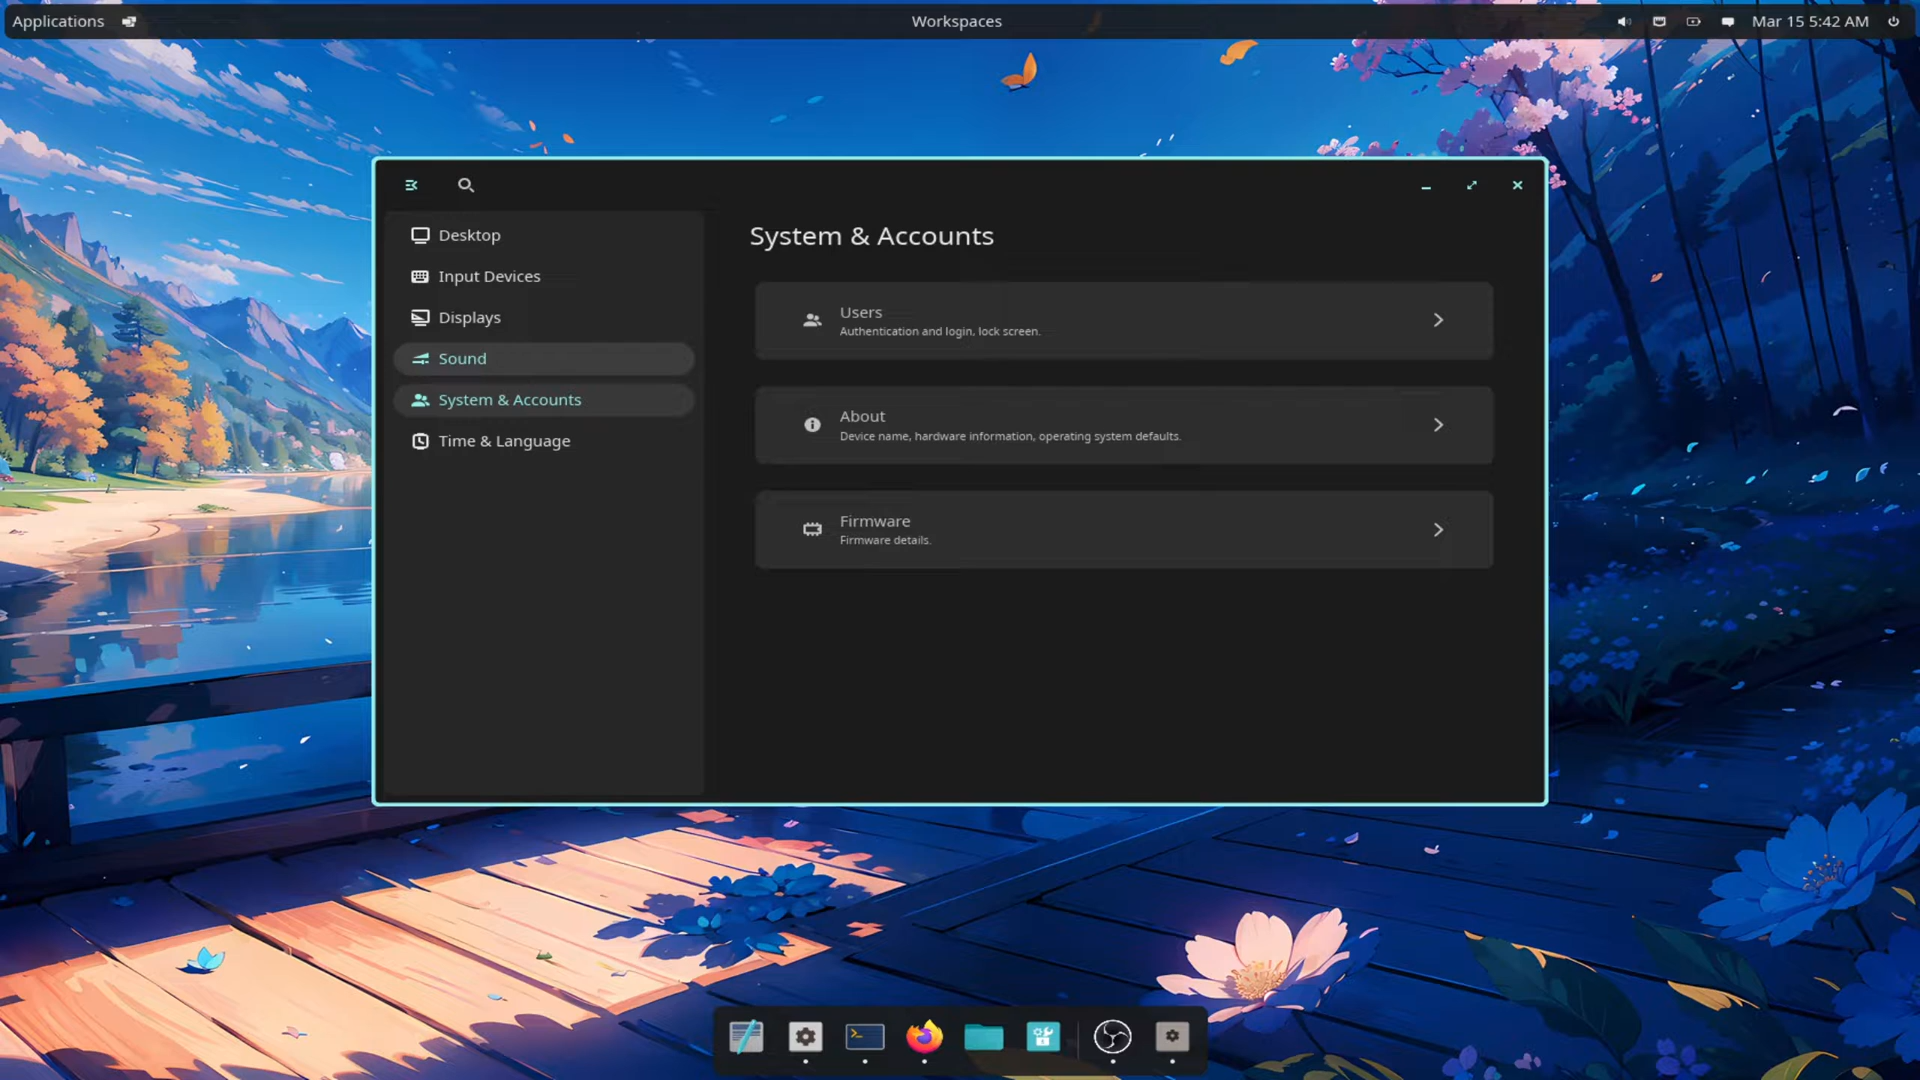 Applications
Workspaces
Mar 15 5:42 AM
Desktop
Input Devices
Displays
Sound
System & Accounts
Time & Language
System & Accounts
Users
Authentication and login, lock screen.
About
Device name, hardware information, operating system defaults.
Firmware
Firmware details.